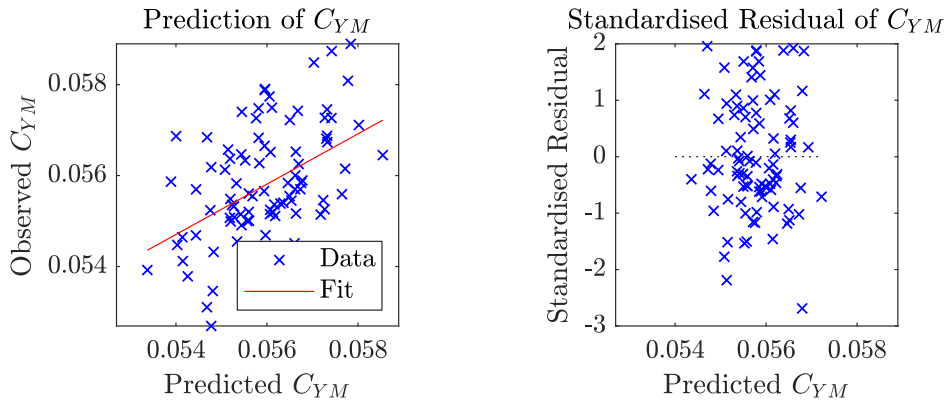 Prediction of C_{YM}
Observed C_{YM}
0.058
0.056
0.054
Data
Fit
0.054 0.056 0.058
Predicted C_{YM}
Standardised Residual of C_{YM}
Standardised Residual
2
1
0
-1
-2
-3
0.054 0.056 0.058
Predicted C_{YM}